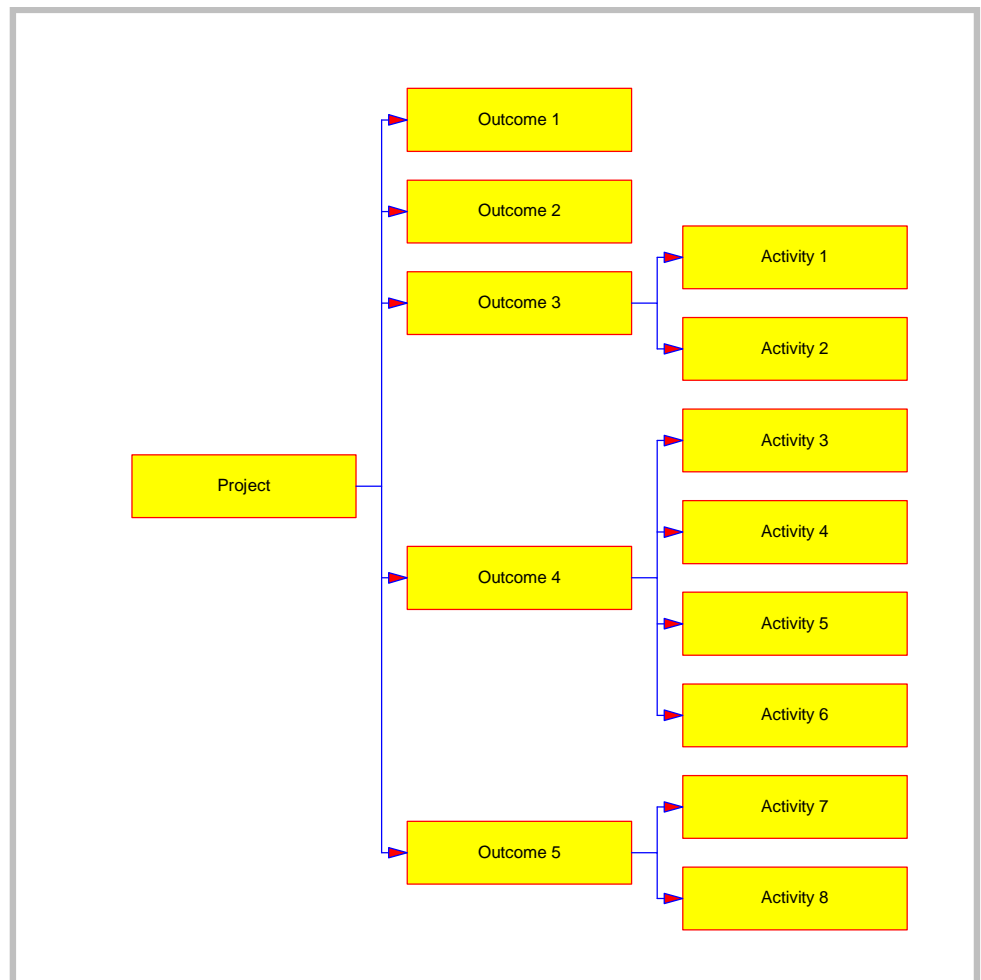 Outcome 1
Outcome 2
Activity 1
Outcome 3
Activity 2
Activity 3
Project
Activity 4
Outcome 4
Activity 5
Activity 6
Activity 7
Outcome 5
Activity 8